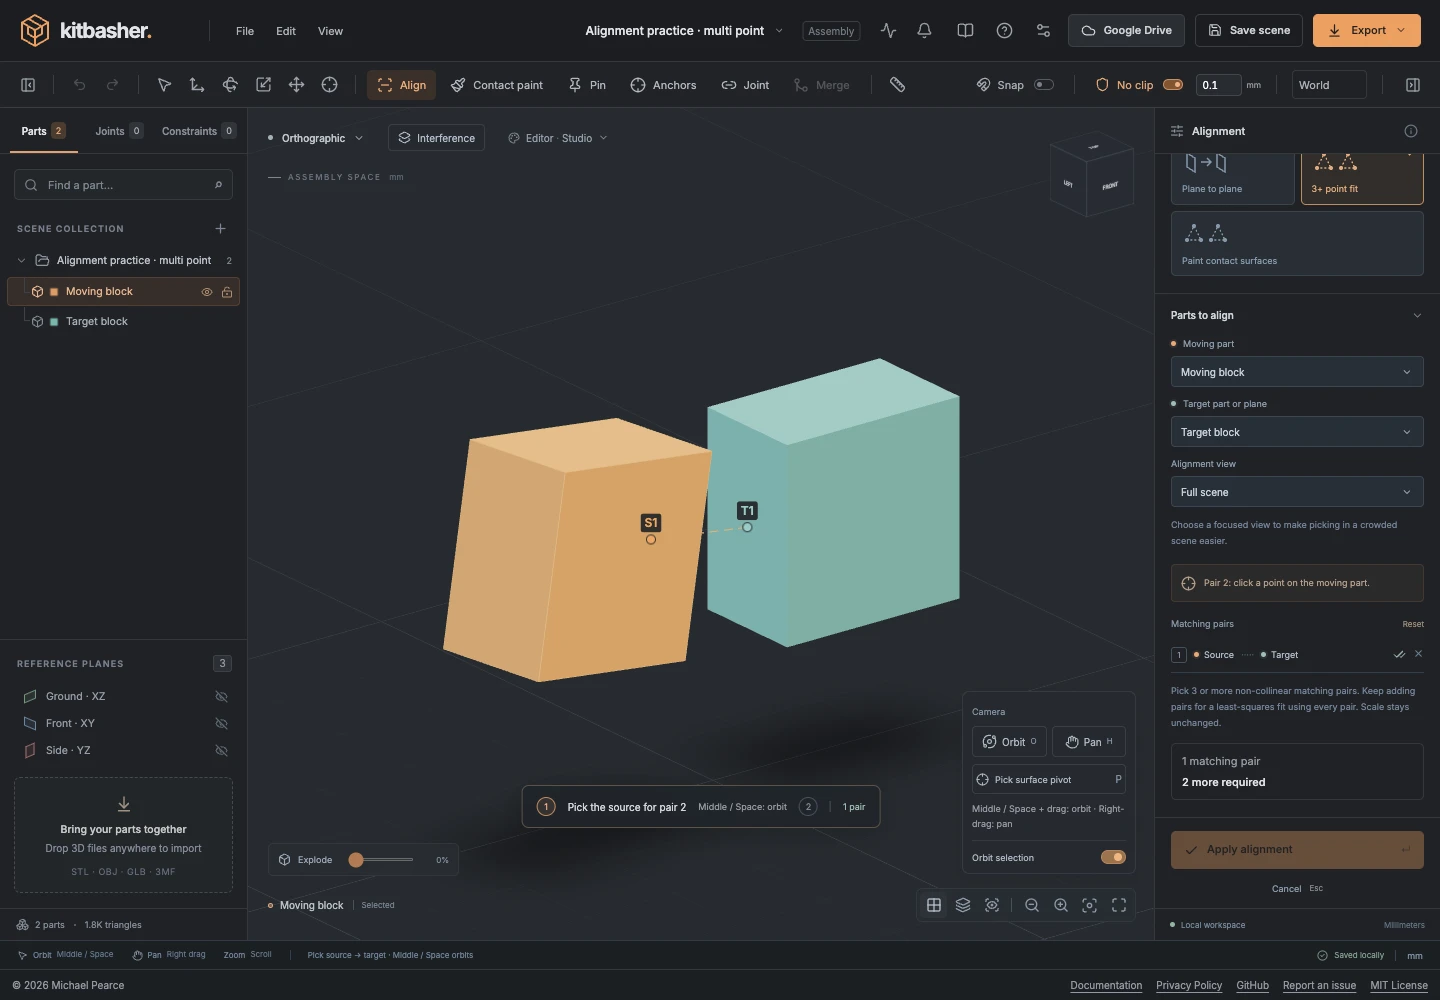 kitbasher.
File Edit View
Alignment practice · multi point
Assembly
Google Drive
Save scene
Export
Align
Contact paint
Pin
Anchors
Joint
Merge
Snap
No clip
0.1 mm
World
Parts 2
Joints 0
Constraints 0
Find a part...
SCENE COLLECTION
Alignment practice · multi point 2
Moving block
Target block
REFERENCE PLANES 3
Ground · XZ
Front · XY
Side · YZ
Bring your parts together
Drop 3D files anywhere to import
STL · OBJ · GLB · 3MF
2 parts · 1.8K triangles
Orthographic
Interference
Editor · Studio
ASSEMBLY SPACE mm
FRONT
S1
T1
Pick the source for pair 2
1
Middle / Space: orbit
2
1 pair
Explode 0%
Moving block Selected
Camera
Orbit O
Pan H
Pick surface pivot P
Middle / Space + drag: orbit · Right-
drag: pan
Orbit selection
Alignment
Plane to plane
3+ point fit
Paint contact surfaces
Parts to align
Moving part
Moving block
Target part or plane
Target block
Alignment view
Full scene
Choose a focused view to make picking in a crowded
scene easier.
Pair 2: click a point on the moving part.
Matching pairs Reset
1 Source Target
Pick 3 or more non-collinear matching pairs. Keep adding
pairs for a least-squares fit using every pair. Scale stays
unchanged.
1 matching pair
2 more required
Apply alignment
Cancel Esc
Local workspace Millimeters
Orbit Middle / Space
Pan Right drag
Zoom Scroll
Pick source → target · Middle / Space orbits
Saved locally
mm
© 2026 Michael Pearce
Documentation Privacy Policy GitHub Report an issue MIT License